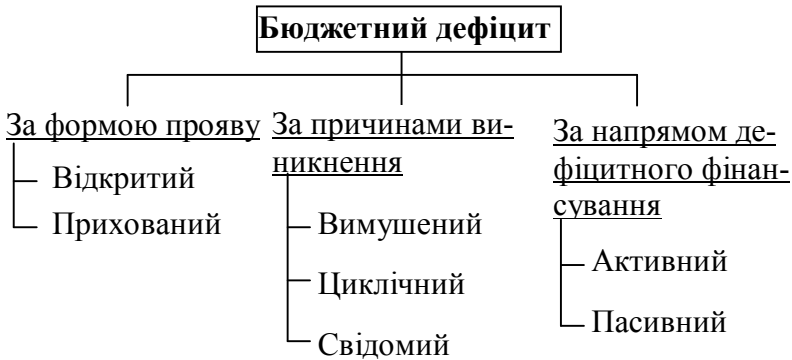 Бюджетний дефіцит
За формою прояву
Відкритий
Прихований
За причинами ви-
никнення
Вимушений
Циклічний
Свідомий
За напрямом де-
фіцитного фінан-
сування
Активний
Пасивний